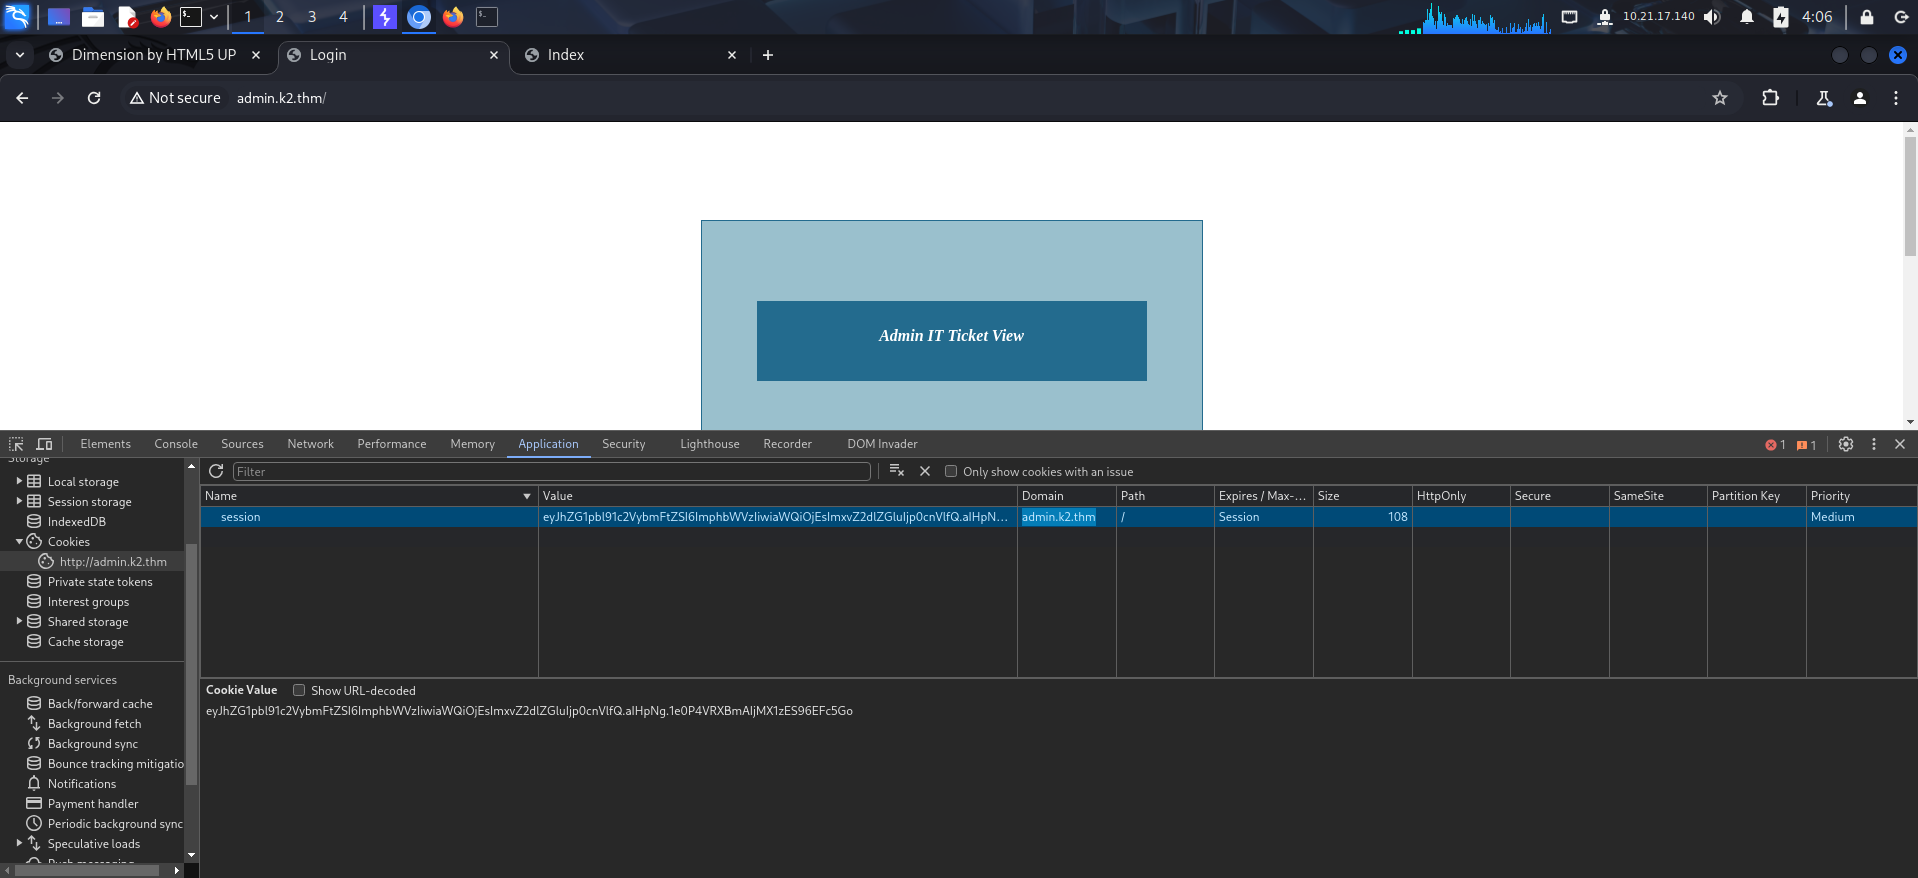 1 2 3 4 10.21.17.140 4:06
Dimension by HTML5 UP Login Index
Not secure admin.k2.thm/
Admin IT Ticket View
Elements Console Sources Network Performance Memory Application Security Lighthouse Recorder DOM Invader 1 1
Storage
Filter Only show cookies with an issue
Local storage
Session storage
IndexedDB
Cookies
http://admin.k2.thm
Private state tokens
Interest groups
Shared storage
Cache storage
Name Value Domain Path Expires / Max-... Size HttpOnly Secure SameSite Partition Key Priority
session eyJhZG1pbl91c2VybmFtZSI6ImphbWVzIiwiaWQiOjEsImxvZ2dlZGluIjp0cnVlfQ.aIHpN... admin.k2.thm / Session 108 Medium
Background services
Back/forward cache
Background fetch
Background sync
Bounce tracking mitigatio
Notifications
Payment handler
Periodic background sync
Speculative loads
Push messaging
Cookie Value Show URL-decoded
eyJhZG1pbl91c2VybmFtZSI6ImphbWVzIiwiaWQiOjEsImxvZ2dlZGluIjp0cnVlfQ.aIHpNg.1e0P4VRXBmAIjMX1zES96EFc5Go